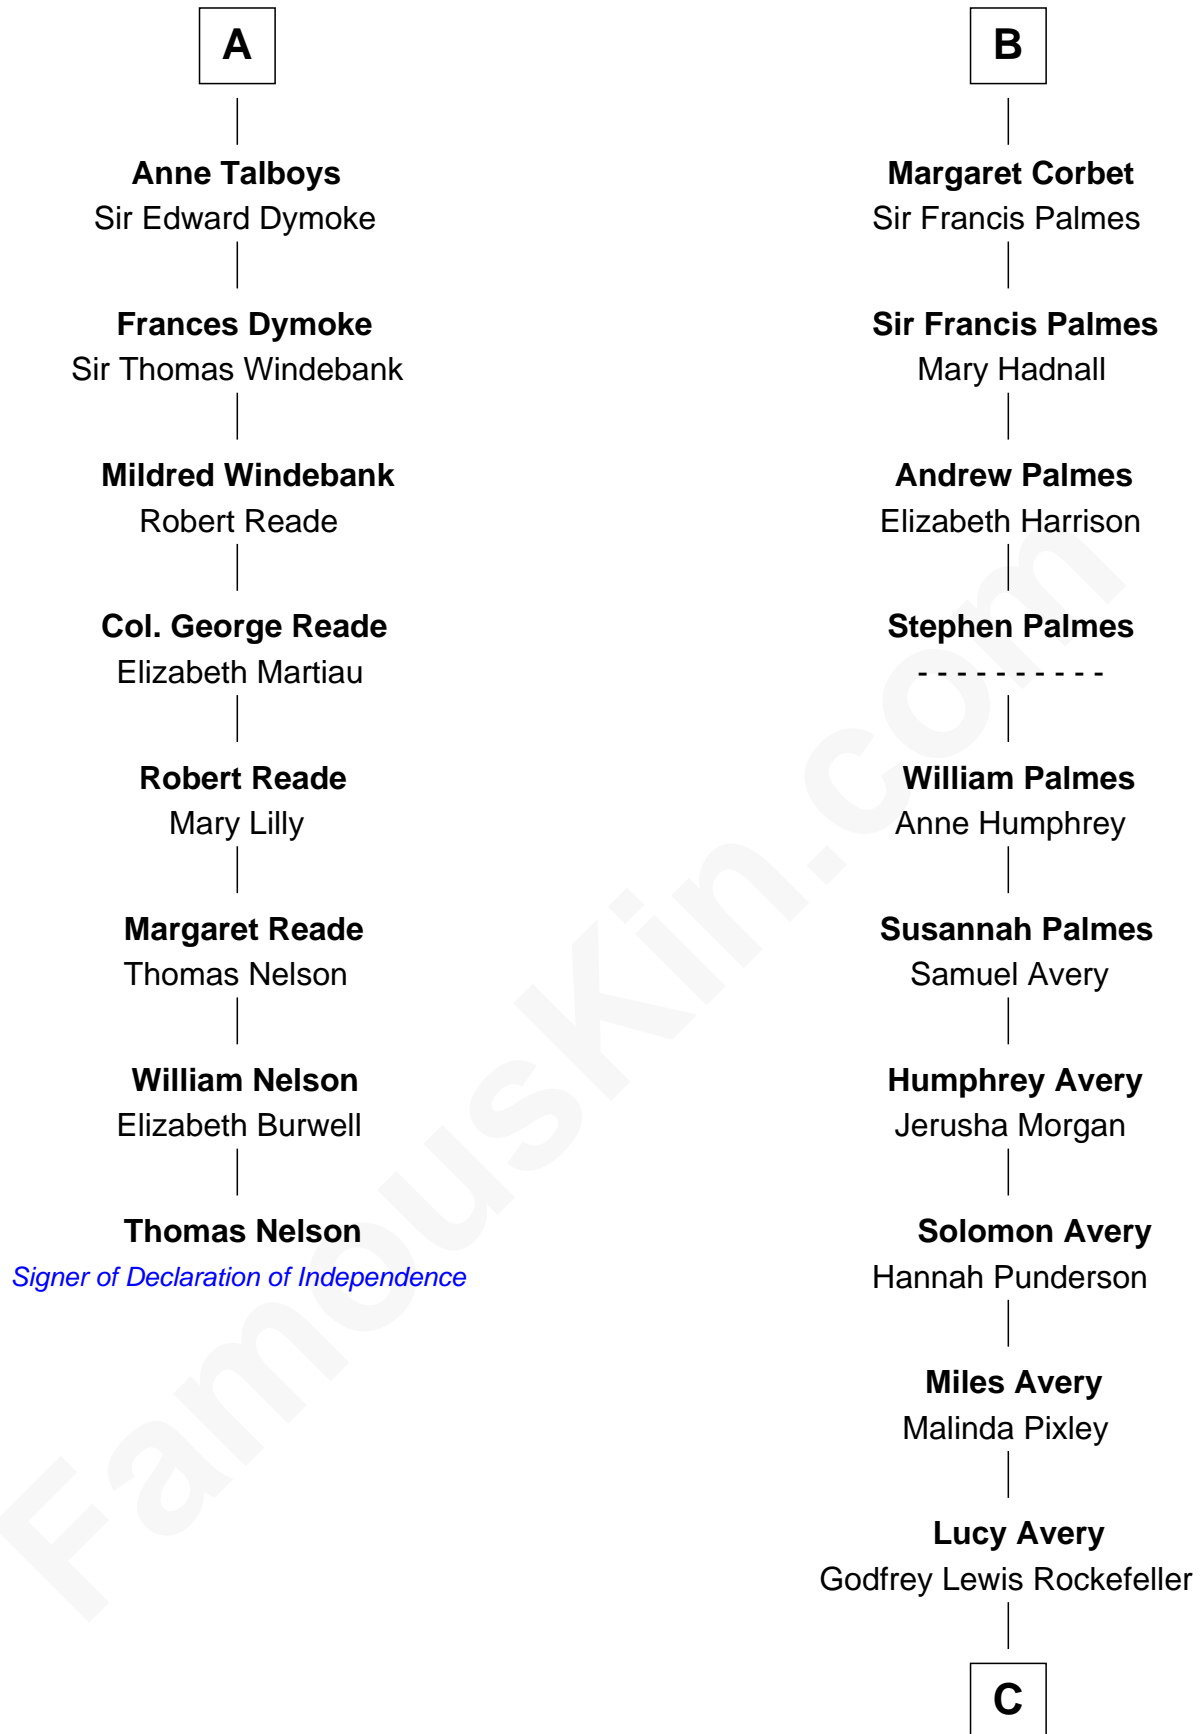 A
Anne Talboys
Sir Edward Dymoke
Frances Dymoke
Sir Thomas Windebank
Mildred Windebank
Robert Reade
Col. George Reade
Elizabeth Martiau
Robert Reade
Mary Lilly
Margaret Reade
Thomas Nelson
William Nelson
Elizabeth Burwell
Thomas Nelson
Signer of Declaration of Independence
B
Margaret Corbet
Sir Francis Palmes
Sir Francis Palmes
Mary Hadnall
Andrew Palmes
Elizabeth Harrison
Stephen Palmes
- - - - - - - - - -
William Palmes
Anne Humphrey
Susannah Palmes
Samuel Avery
Humphrey Avery
Jerusha Morgan
Solomon Avery
Hannah Punderson
Miles Avery
Malinda Pixley
Lucy Avery
Godfrey Lewis Rockefeller
C
FamousKin.com